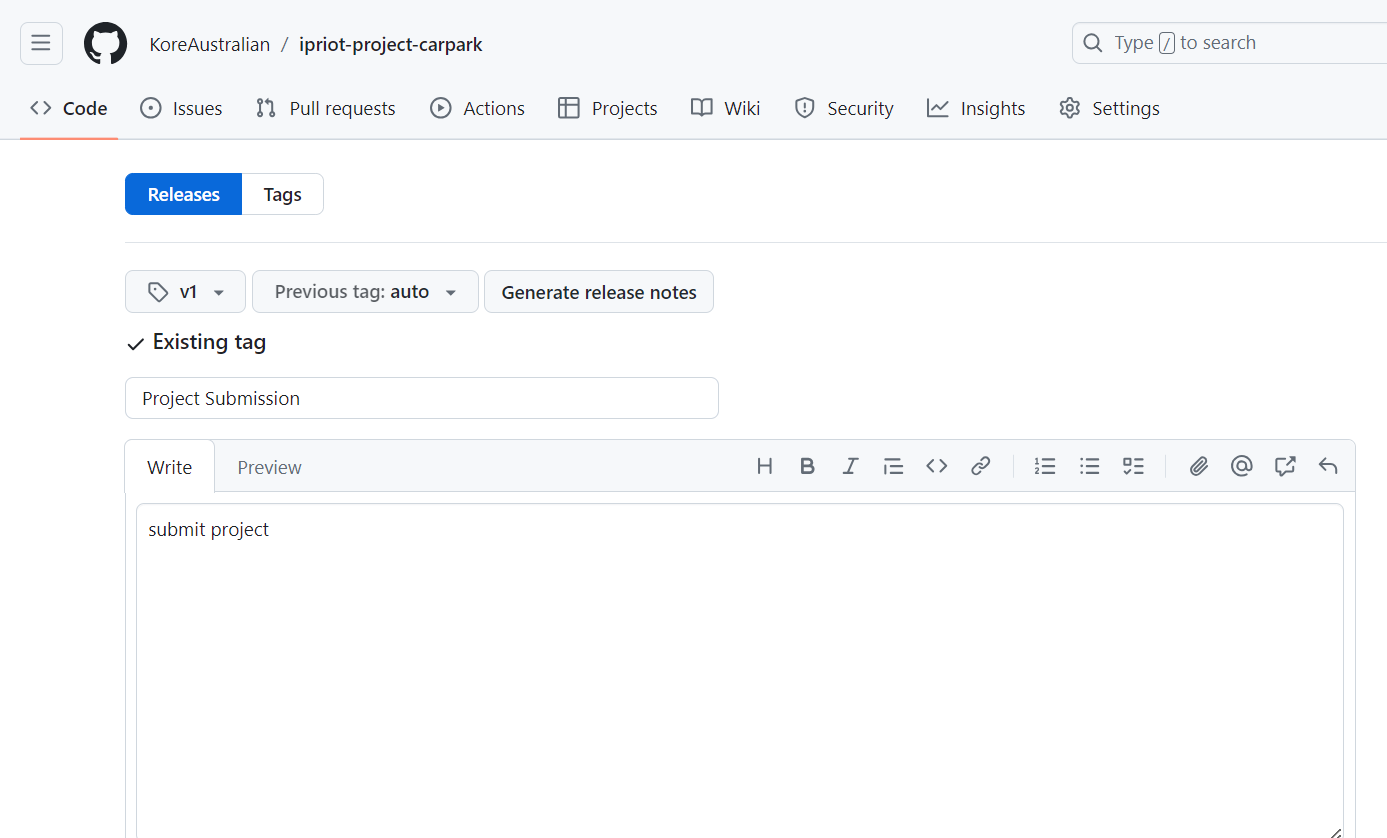 KoreAustralian / ipriot-project-carpark
Type / to search
Code Issues Pull requests Actions Projects Wiki Security Insights Settings
Releases Tags
v1 Previous tag: auto Generate release notes
Existing tag
Project Submission
Write Preview
submit project